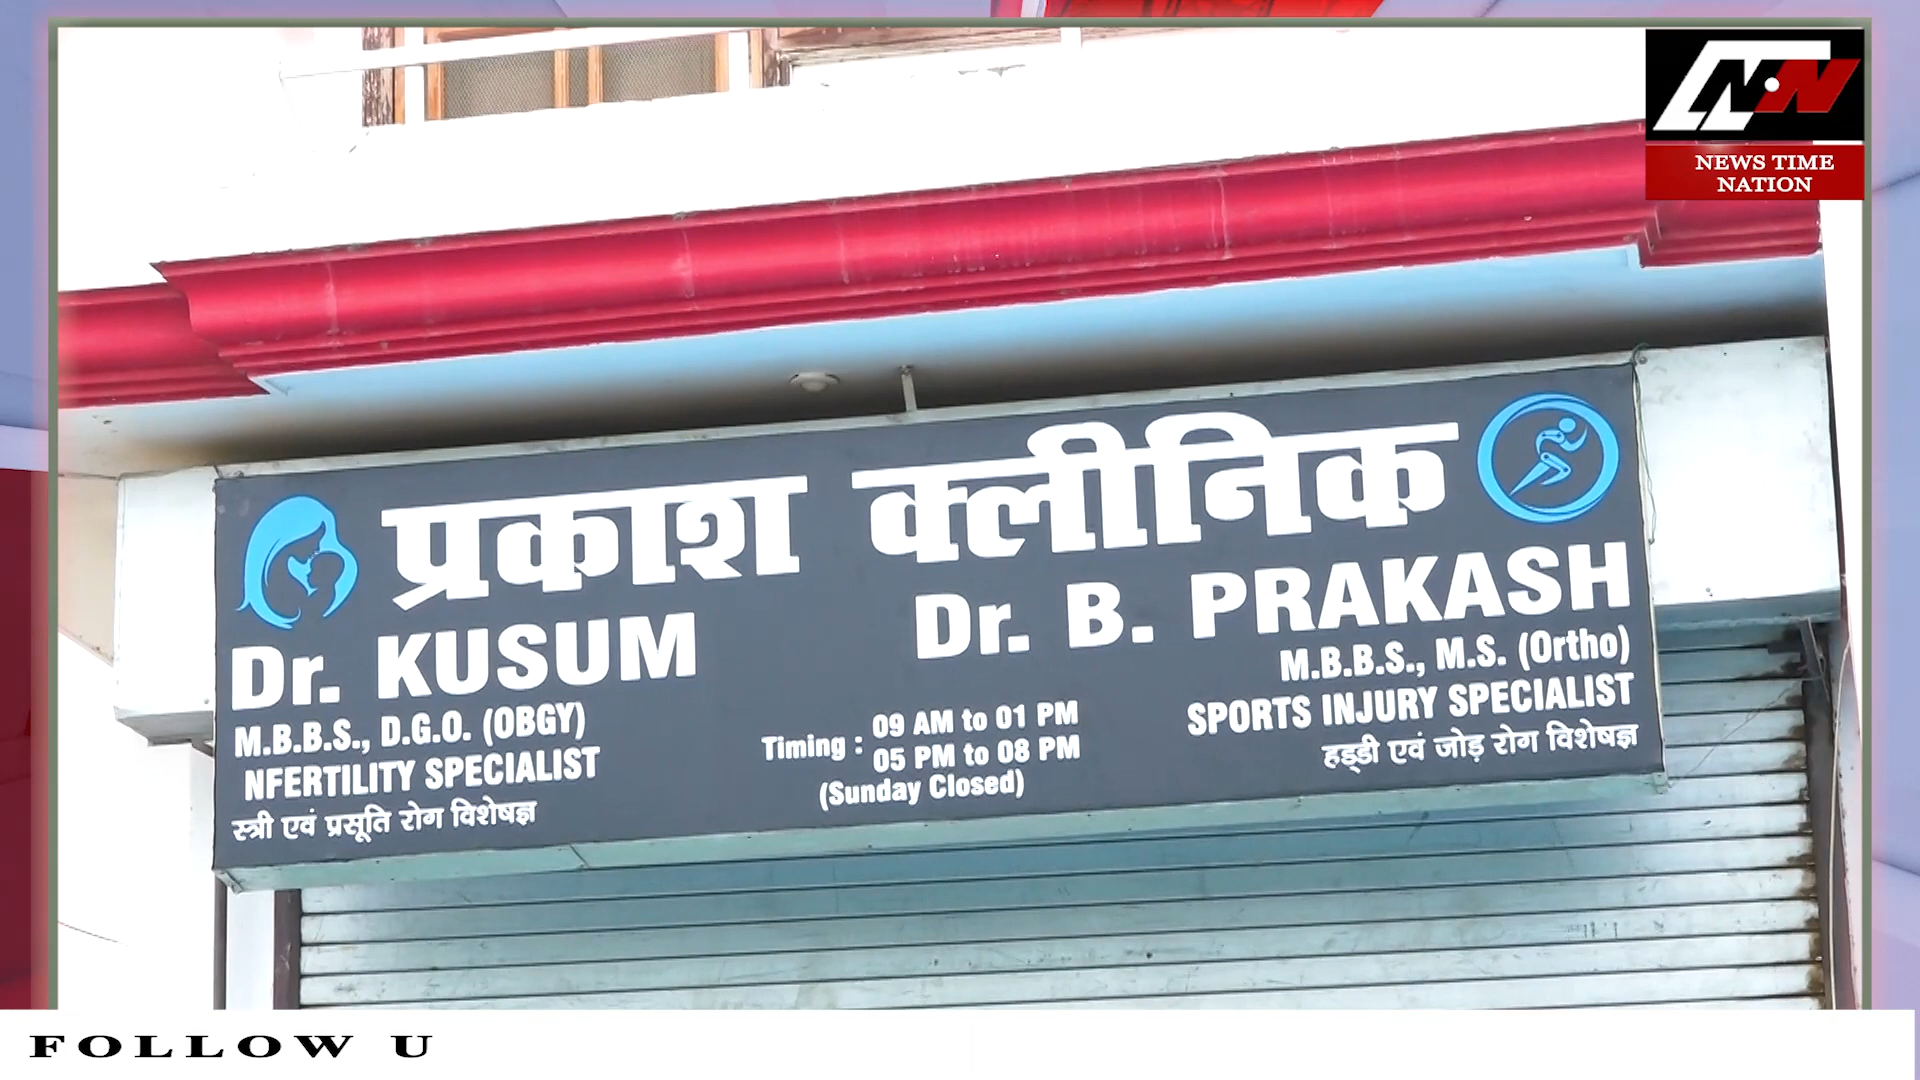 NEWS TIME
NATION
प्रकाश क्लीनिक
Dr. KUSUM
M.B.B.S., D.G.O. (OBGY)
NFERTILITY SPECIALIST
स्त्री एवं प्रसूति रोग विशेषज्ञ
Timing : 09 AM to 01 PM
05 PM to 08 PM
(Sunday Closed)
Dr. B. PRAKASH
M.B.B.S., M.S. (Ortho)
SPORTS INJURY SPECIALIST
हड्डी एवं जोड़ रोग विशेषज्ञ
FOLLOW U